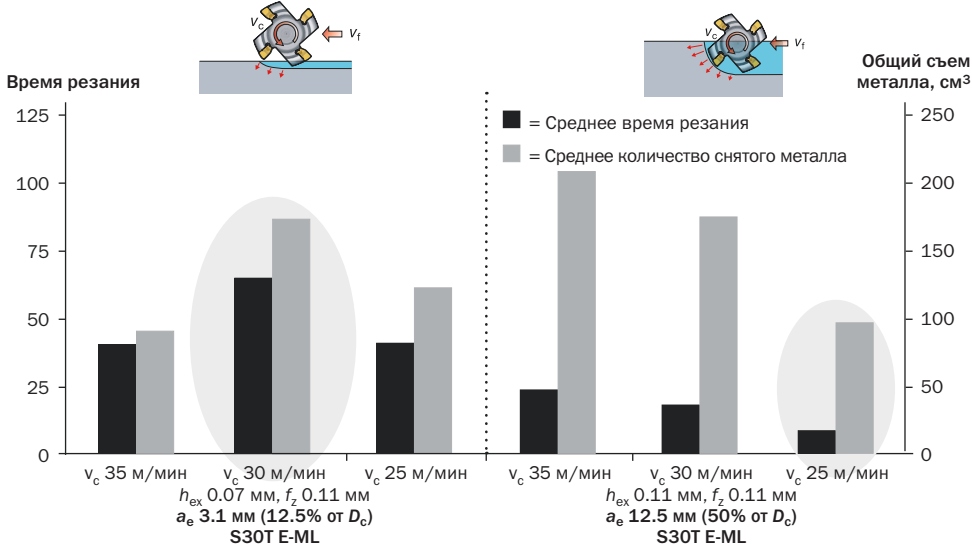 v_c
v_f
v_c
v_f
Время резания
Общий съем
металла, см³
125
100
75
50
25
0
250
200
150
100
50
0
= Среднее время резания
= Среднее количество снятого металла
v_c 35 м/мин
v_c 30 м/мин
v_c 25 м/мин
v_c 35 м/мин
v_c 30 м/мин
v_c 25 м/мин
h_ex 0.07 мм, f_z 0.11 мм
a_e 3.1 мм (12.5% от D_c)
S30T E-ML
h_ex 0.11 мм, f_z 0.11 мм
a_e 12.5 мм (50% от D_c)
S30T E-ML